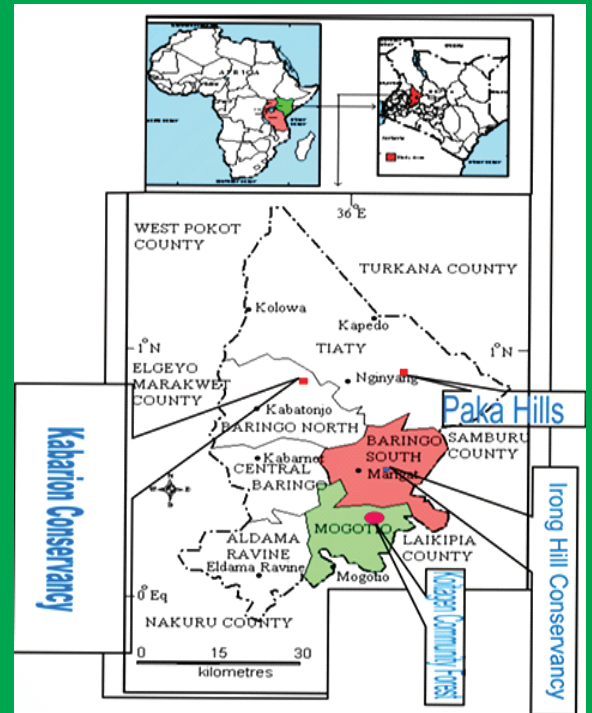 AFRICA
36°E
WEST POKOT
COUNTY
TURKANA COUNTY
Kolowa
Kapedo
1°N
1°N
TIATY
ELGEYO
MARAKWET
COUNTY
Nginyang
Paka Hills
Kabatonjo
BARINGO NORTH
BARINGO
SOUTH
SAMBURU
COUNTY
Kabarnet
CENTRAL
BARINGO
Marigat
Kabarion Conservancy
Irong Hill Conservancy
MOGOTIO
ALDAMA
RAVINE
LAIKIPIA
COUNTY
Eldama Ravine
Mogotio
0°Eq
NAKURU COUNTY
0 15 30
kilometres
Community Forest